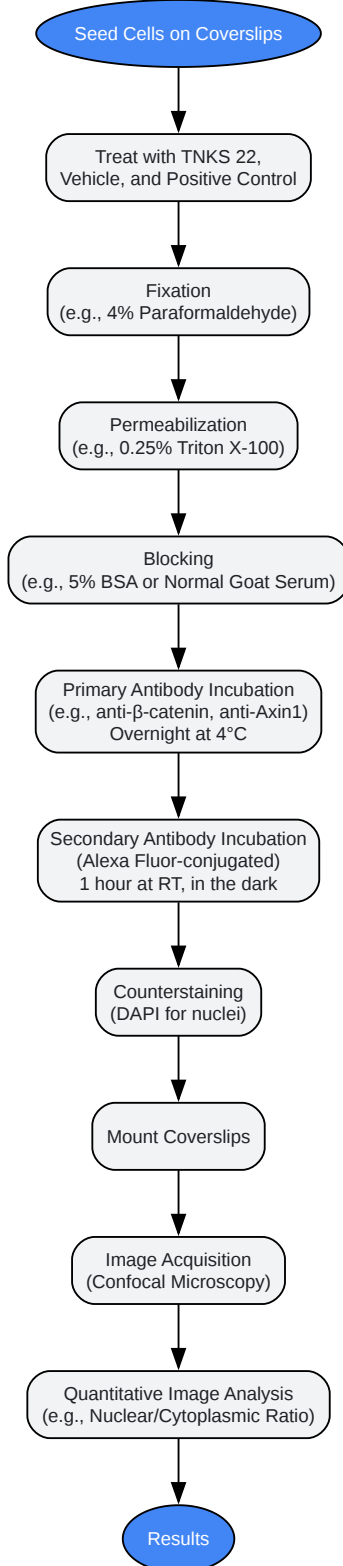 Seed Cells on Coverslips
Treat with TNKS 22,
Vehicle, and Positive Control
Fixation
(e.g., 4% Paraformaldehyde)
Permeabilization
(e.g., 0.25% Triton X-100)
Blocking
(e.g., 5% BSA or Normal Goat Serum)
Primary Antibody Incubation
(e.g., anti-β-catenin, anti-Axin1)
Overnight at 4°C
Secondary Antibody Incubation
(Alexa Fluor-conjugated)
1 hour at RT, in the dark
Counterstaining
(DAPI for nuclei)
Mount Coverslips
Image Acquisition
(Confocal Microscopy)
Quantitative Image Analysis
(e.g., Nuclear/Cytoplasmic Ratio)
Results